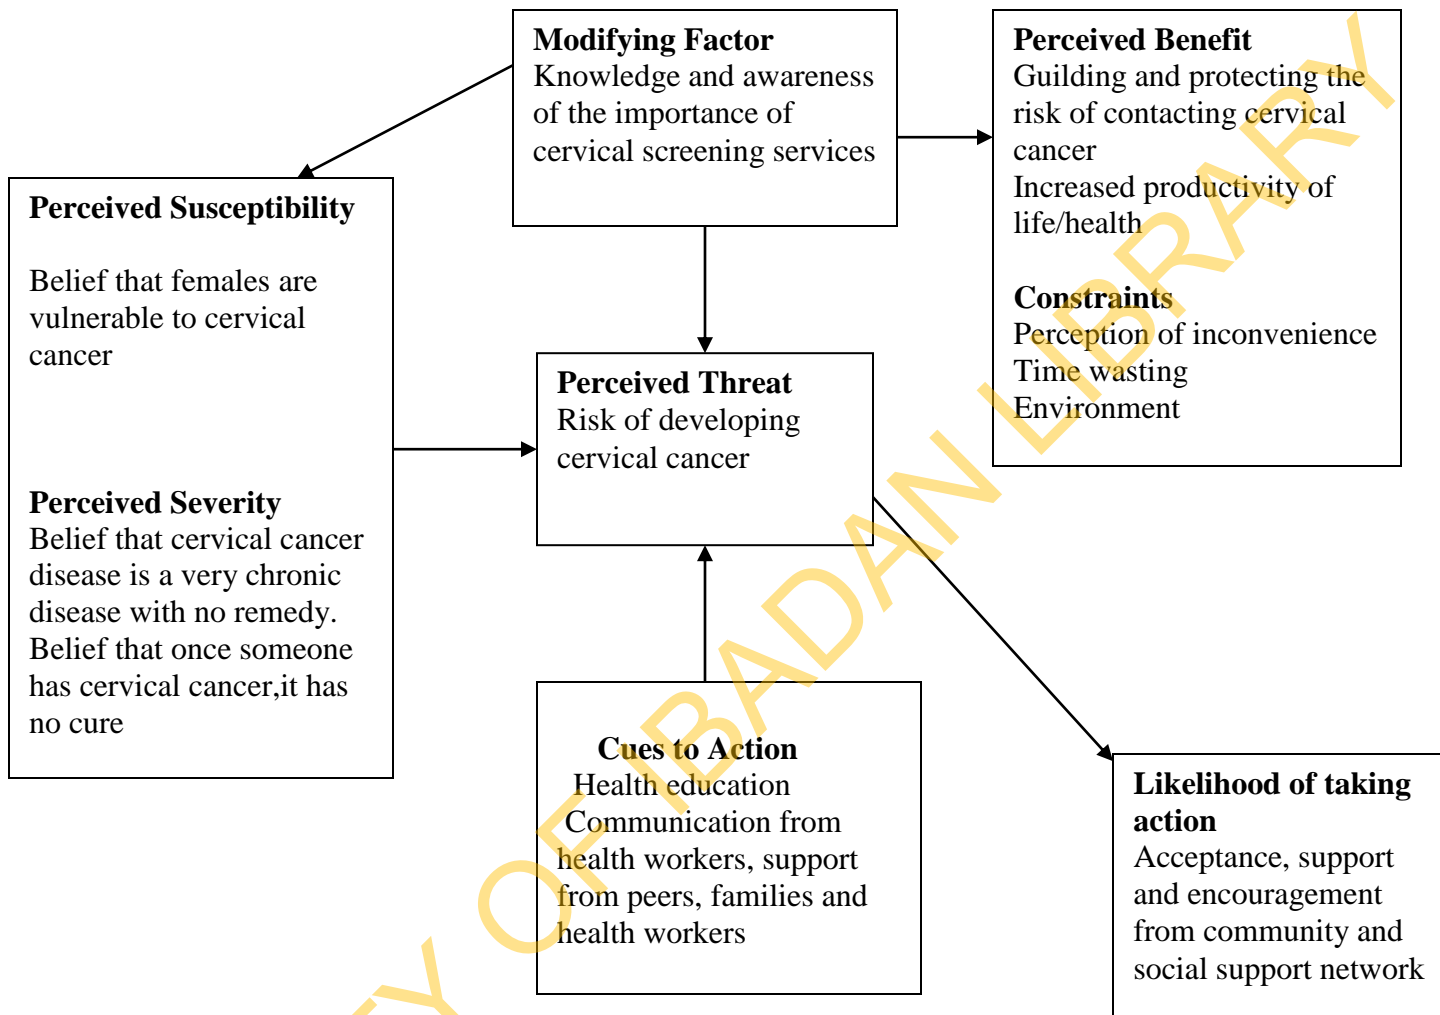 Modifying Factor
Knowledge and awareness
of the importance of
cervical screening services
Perceived Benefit
Guilding and protecting the
risk of contacting cervical
cancer
Increased productivity of
life/health
Constraints
Perception of inconvenience
Time wasting
Environment
Perceived Susceptibility
Belief that females are
vulnerable to cervical
cancer
Perceived Severity
Belief that cervical cancer
disease is a very chronic
disease with no remedy.
Belief that once someone
has cervical cancer,it has
no cure
Perceived Threat
Risk of developing
cervical cancer
Cues to Action
Health education
Communication from
health workers, support
from peers, families and
health workers
Likelihood of taking
action
Acceptance, support
and encouragement
from community and
social support network
TY OF IBADAN LIBRARY